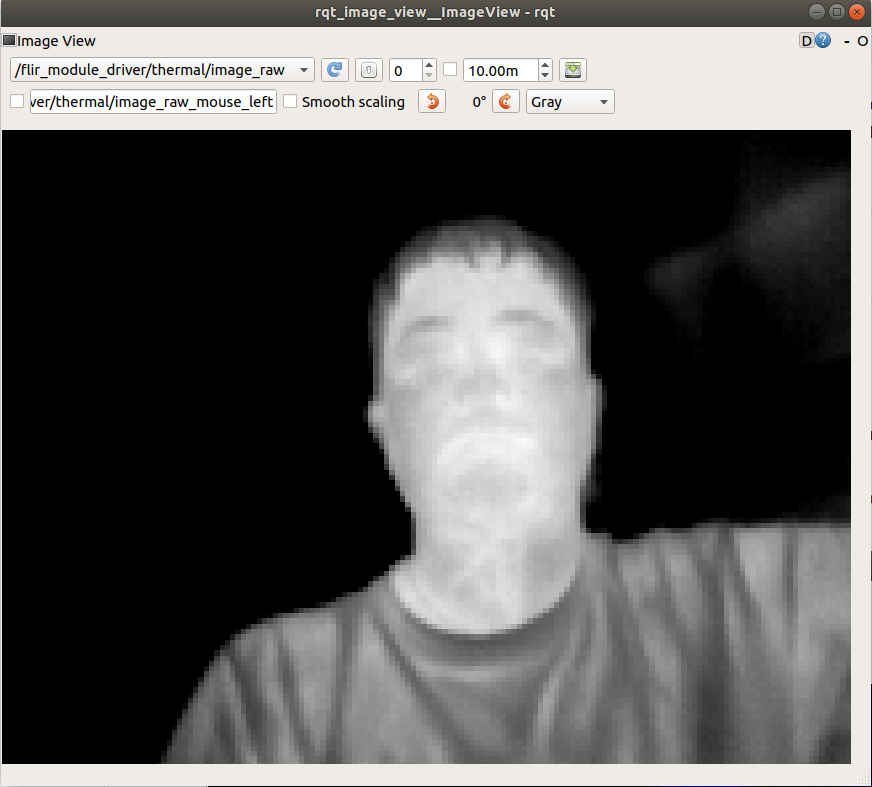 rqt_image_view__ImageView - rqt
Image View
D ? - O
/flir_module_driver/thermal/image_raw 0 10.00m
ver/thermal/image_raw_mouse_left Smooth scaling 0° Gray